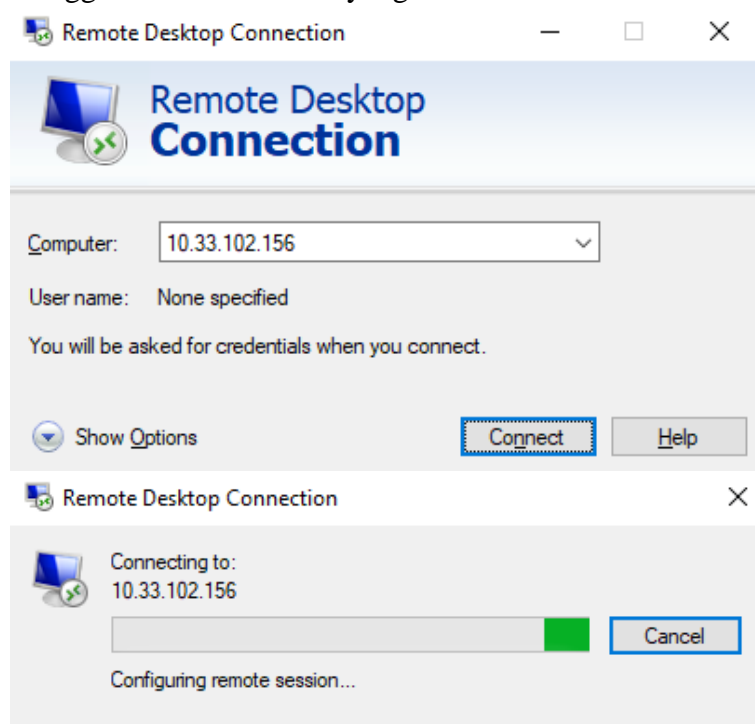 Remote Desktop Connection
Remote Desktop
Connection
Computer: 10.33.102.156
User name: None specified
You will be asked for credentials when you connect.
Show Options Connect Help
Remote Desktop Connection
Connecting to:
10.33.102.156
Cancel
Configuring remote session...